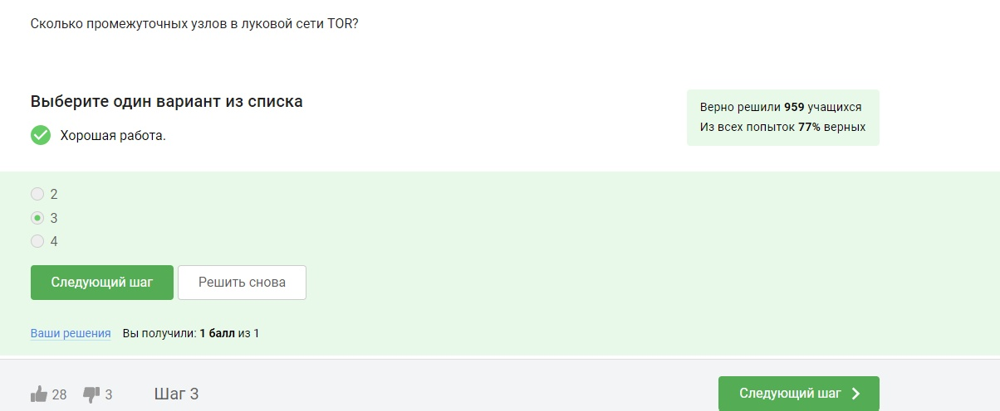 Сколько промежуточных узлов в луковой сети TOR?
Выберите один вариант из списка
Хорошая работа.
Верно решили 959 учащихся
Из всех попыток 77% верных
2
3
4
Следующий шаг
Решить снова
Ваши решения Вы получили: 1 балл из 1
28
3
Шаг 3
Следующий шаг